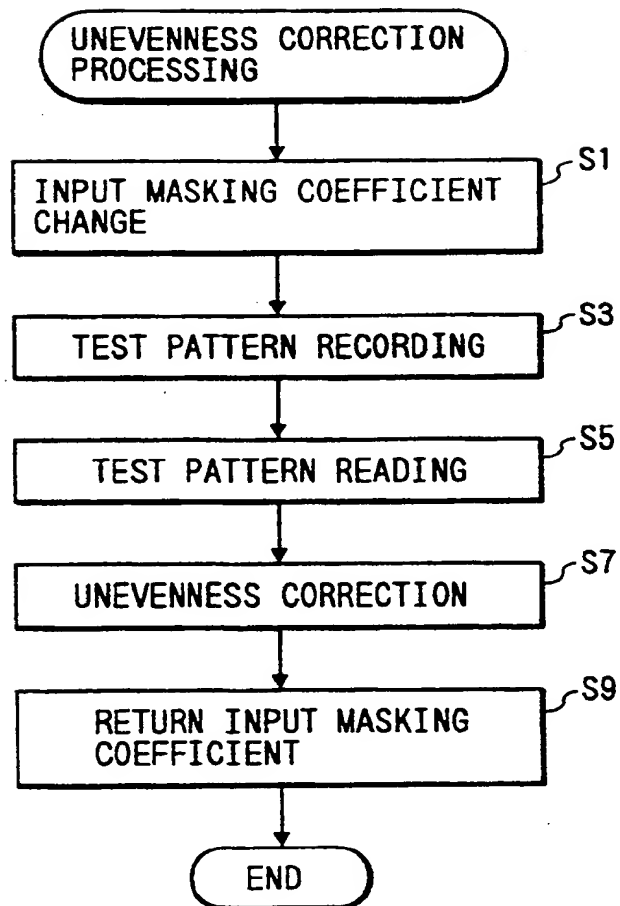 UNEVENNESS CORRECTION
PROCESSING
S1
INPUT MASKING COEFFICIENT
CHANGE
S3
TEST PATTERN RECORDING
S5
TEST PATTERN READING
S7
UNEVENNESS CORRECTION
S9
RETURN INPUT MASKING
COEFFICIENT
END